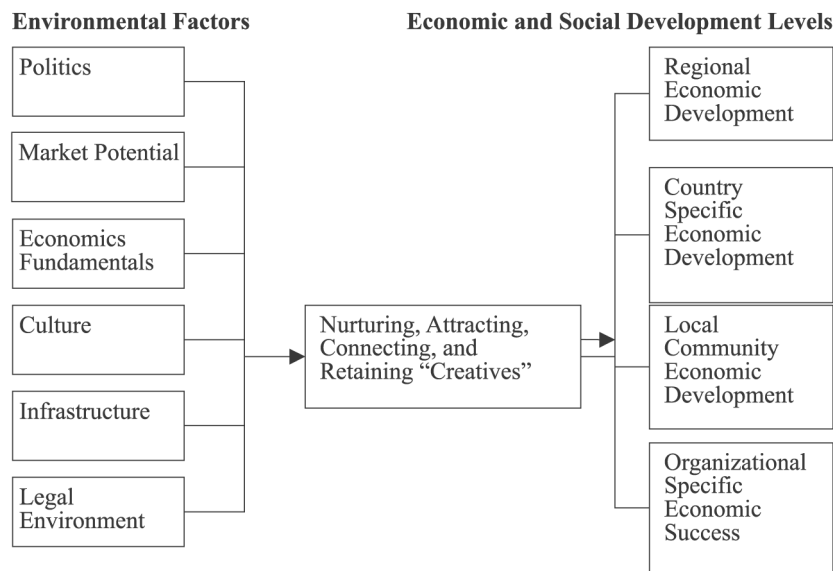 Environmental Factors
Economic and Social Development Levels
Politics
Market Potential
Economics
Fundamentals
Culture
Infrastructure
Legal
Environment
Nurturing, Attracting,
Connecting, and
Retaining “Creatives”
Regional
Economic
Development
Country
Specific
Economic
Development
Local
Community
Economic
Development
Organizational
Specific
Economic
Success